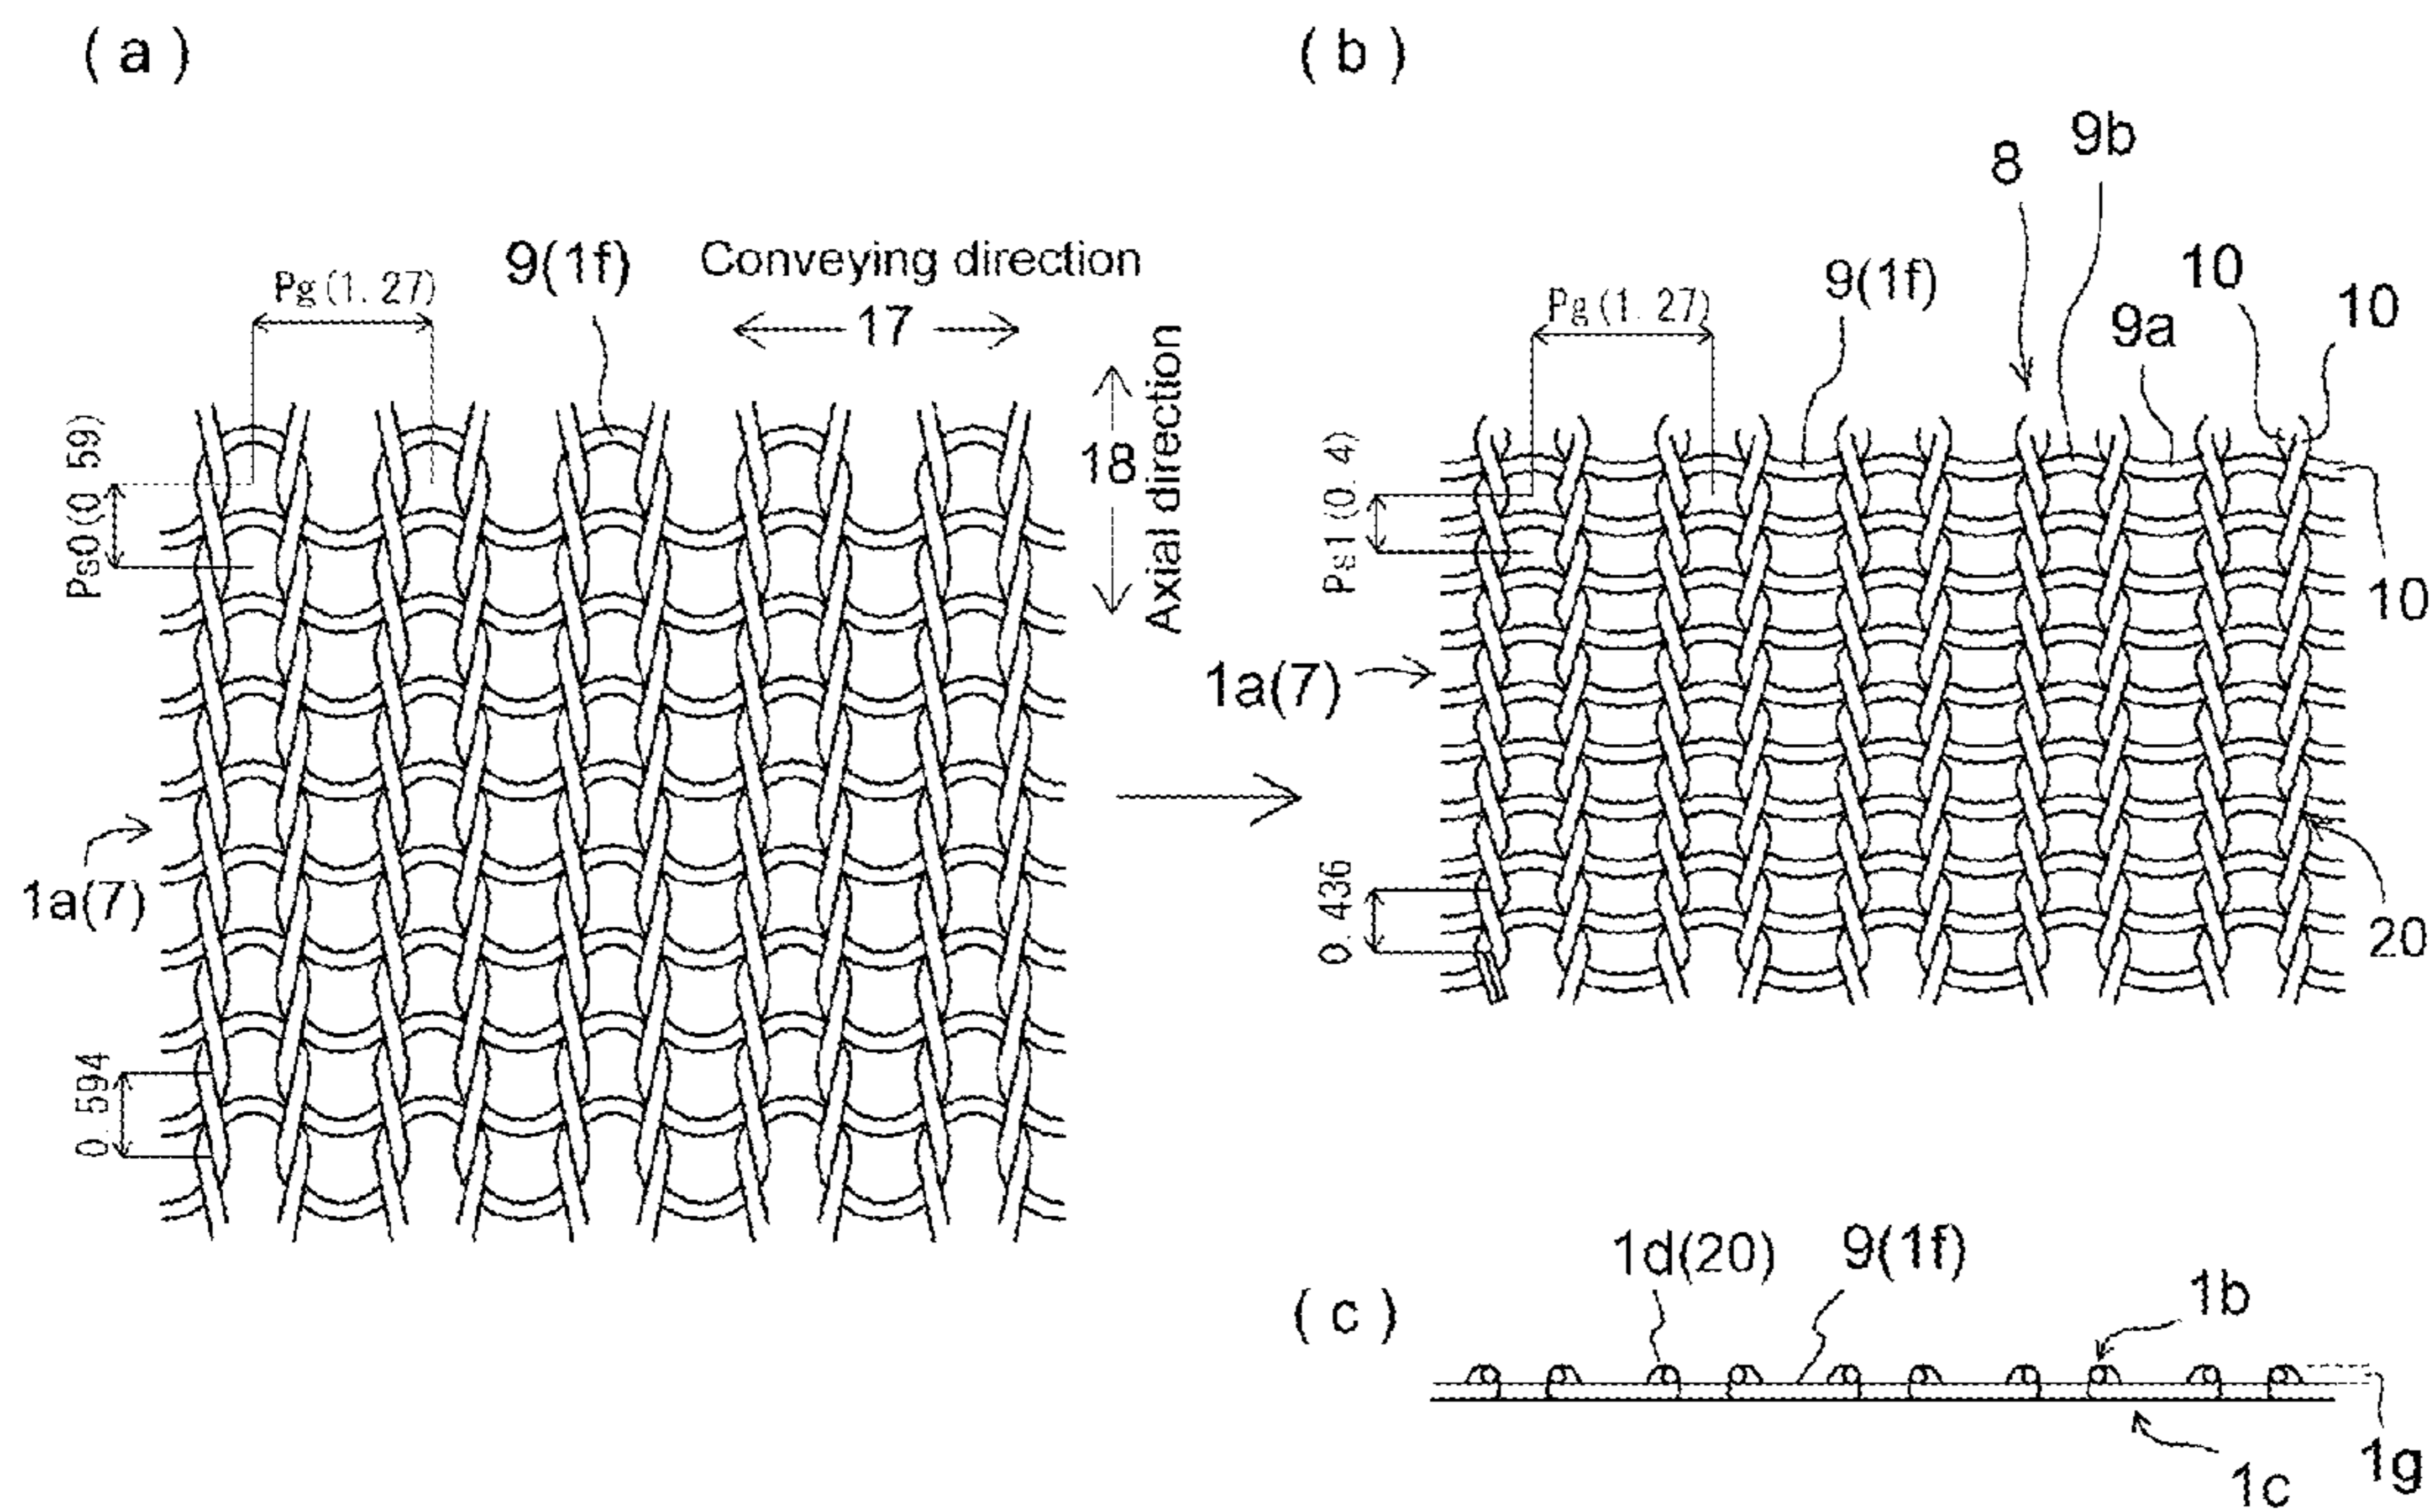 ( a )
Pg(1.27)
9(1f)
Conveying direction
17
Axial direction
18
Ps0(0 59)
1a(7)
0.594
( b )
8
9b
9(1f)
Pg(1.27)
9a
10
10
10
Ps1(0.4)
1a(7)
0.436
20
( c )
1d(20)
9(1f)
1b
1g
1c